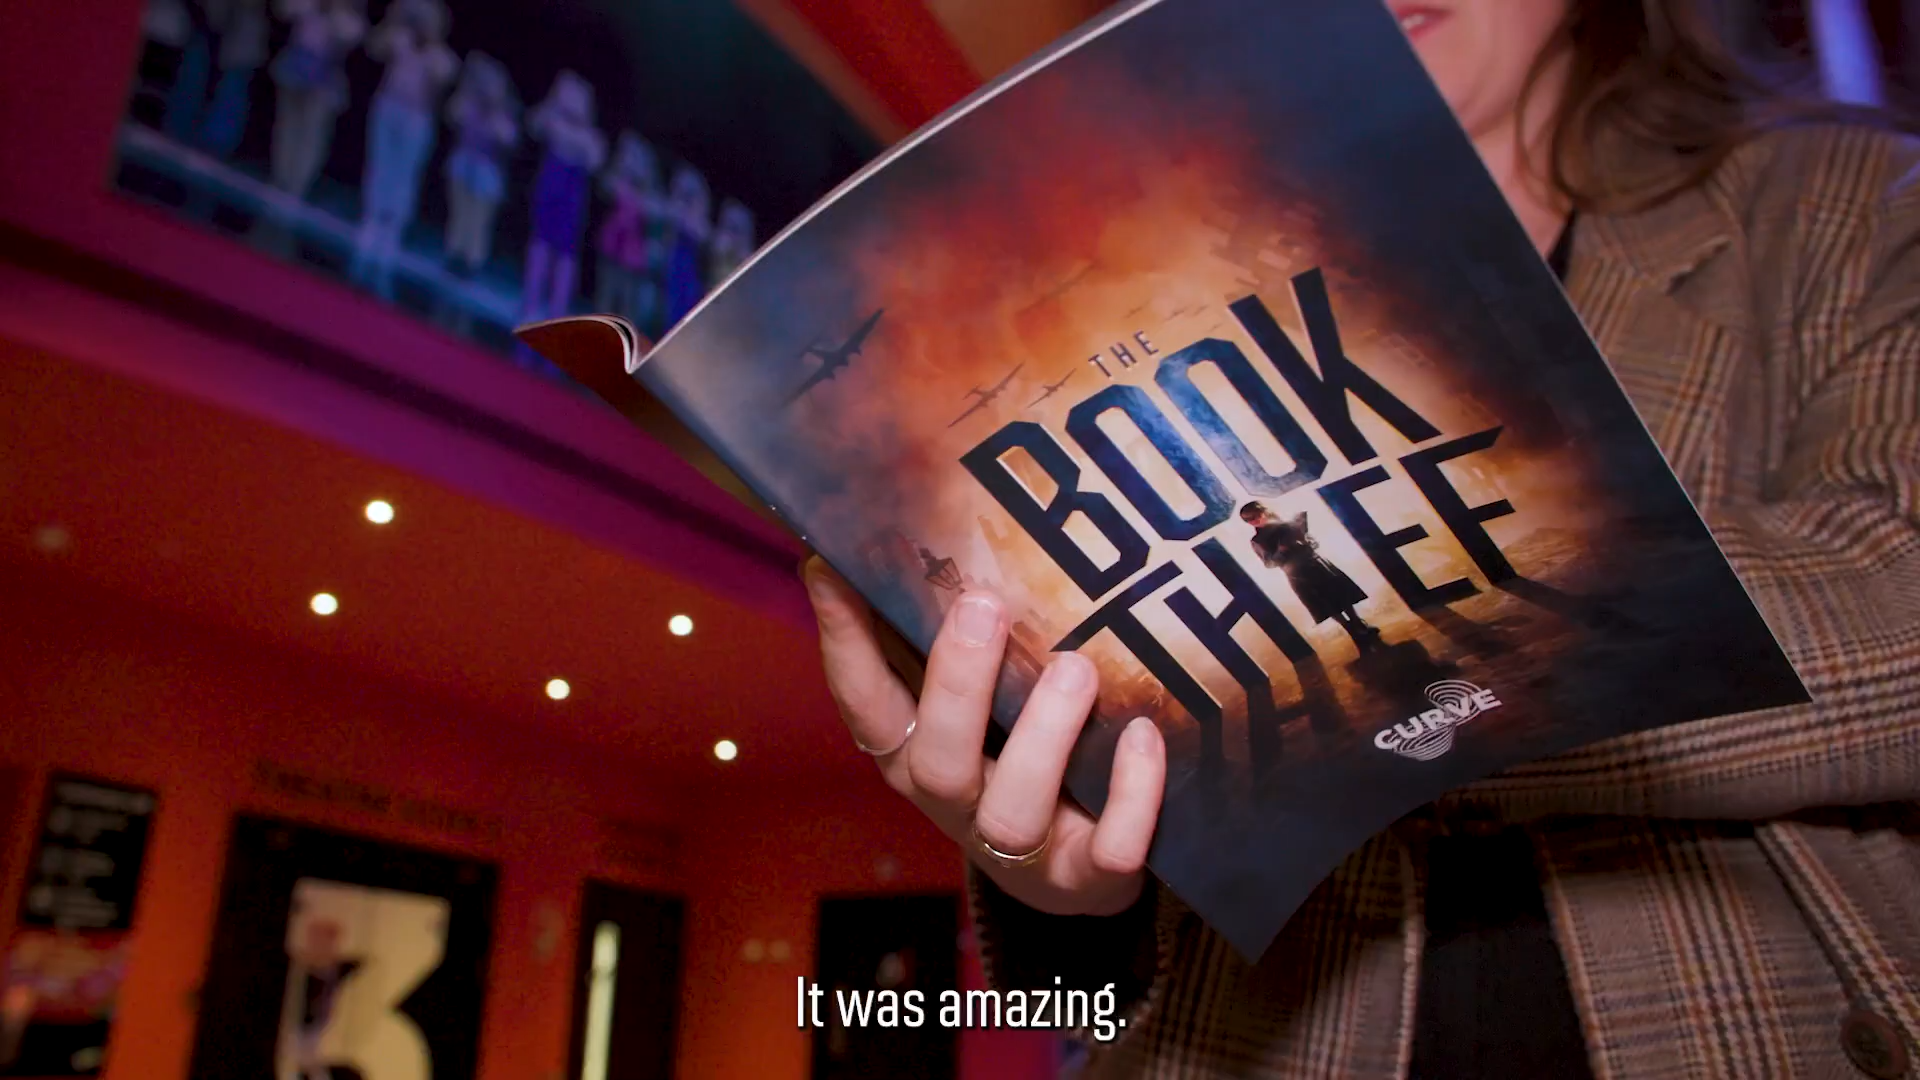 THE
BOOK
THIEF
CURVE
It was amazing.